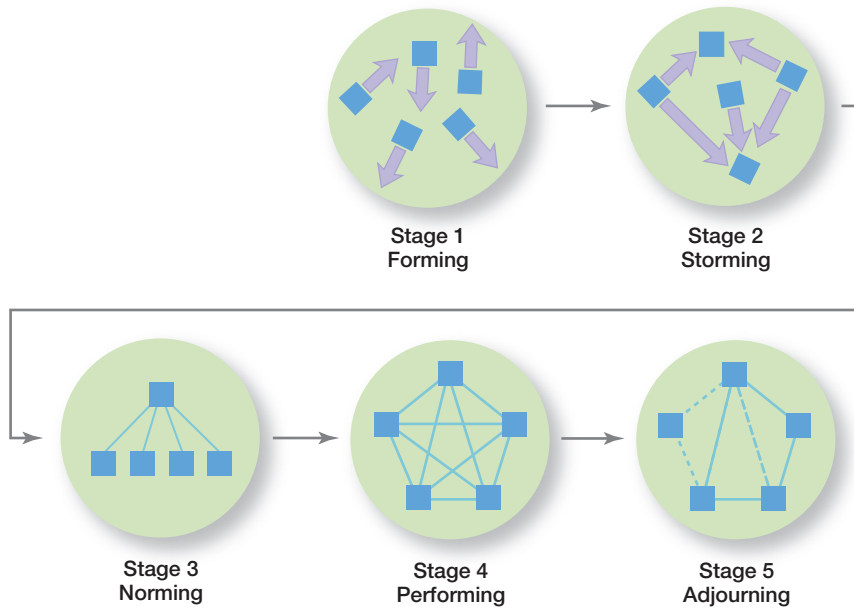 Stage 1
Forming
Stage 2
Storming
Stage 3
Norming
Stage 4
Performing
Stage 5
Adjourning